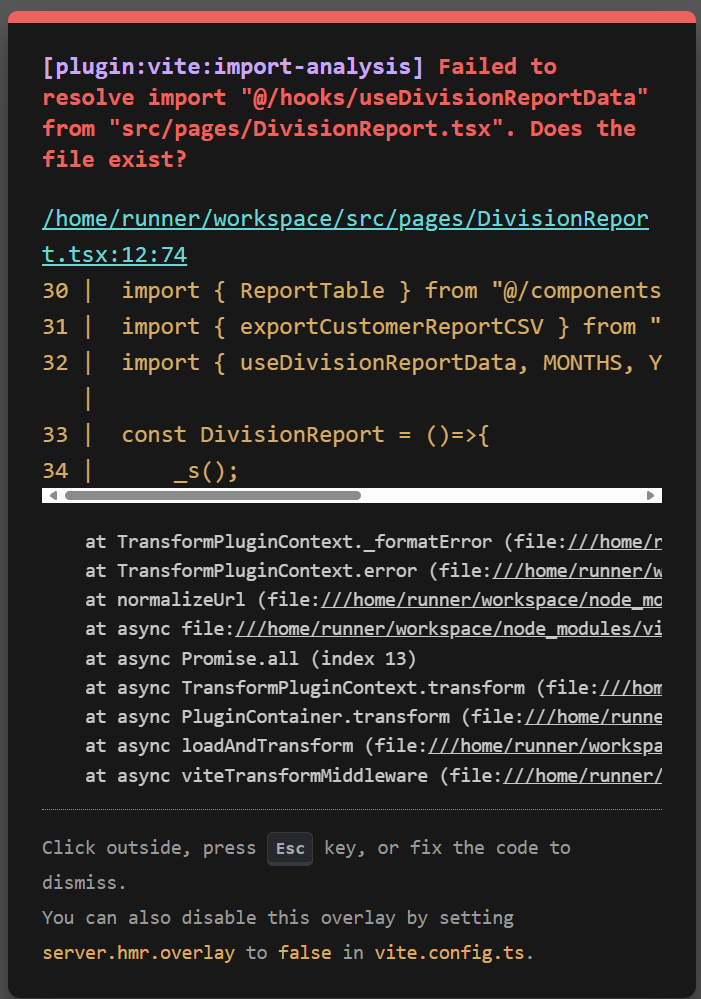 [plugin:vite:import-analysis] Failed to
resolve import "@/hooks/useDivisionReportData"
from "src/pages/DivisionReport.tsx". Does the
file exist?
/home/runner/workspace/src/pages/DivisionRepor
t.tsx:12:74
30 |  import { ReportTable } from "@/components
31 |  import { exportCustomerReportCSV } from "
32 |  import { useDivisionReportData, MONTHS, Y
   |
33 |  const DivisionReport = ()=>{
34 |      _s();
at TransformPluginContext._formatError (file:///home/r
at TransformPluginContext.error (file:///home/runner/w
at normalizeUrl (file:///home/runner/workspace/node_mo
at async file:///home/runner/workspace/node_modules/vi
at async Promise.all (index 13)
at async TransformPluginContext.transform (file:///hom
at async PluginContainer.transform (file:///home/runne
at async loadAndTransform (file:///home/runner/workspa
at async viteTransformMiddleware (file:///home/runner/
Click outside, press Esc key, or fix the code to
dismiss.
You can also disable this overlay by setting
server.hmr.overlay to false in vite.config.ts.